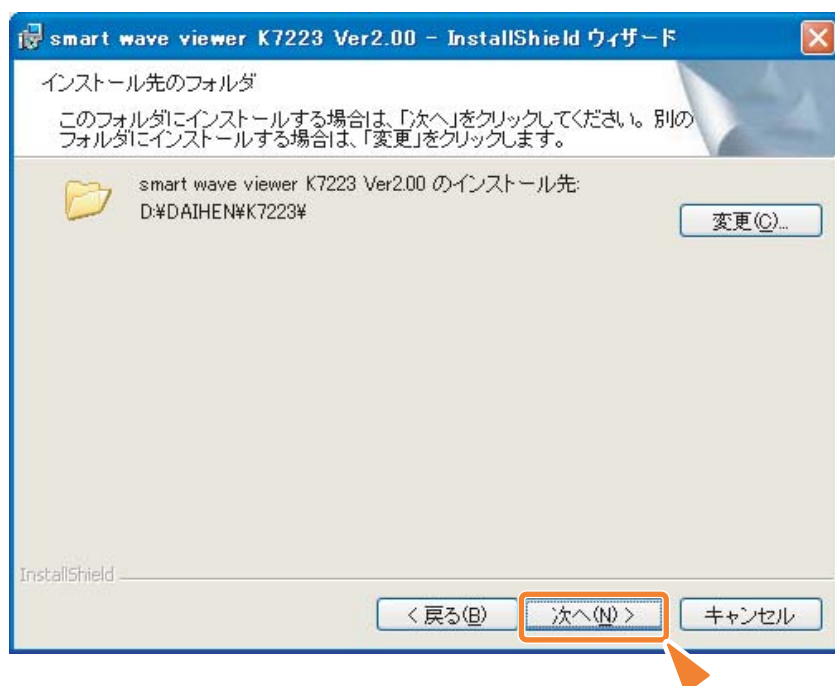 smart wave viewer K7223 Ver2.00 - InstallShield ウィザード
インストール先のフォルダ
このフォルダにインストールする場合は、「次へ」をクリックしてください。別の
フォルダにインストールする場合は、「変更」をクリックします。
smart wave viewer K7223 Ver2.00 のインストール先:
D:¥DAIHEN¥K7223¥
変更(C)...
InstallShield
< 戻る(B)
次へ(N) >
キャンセル